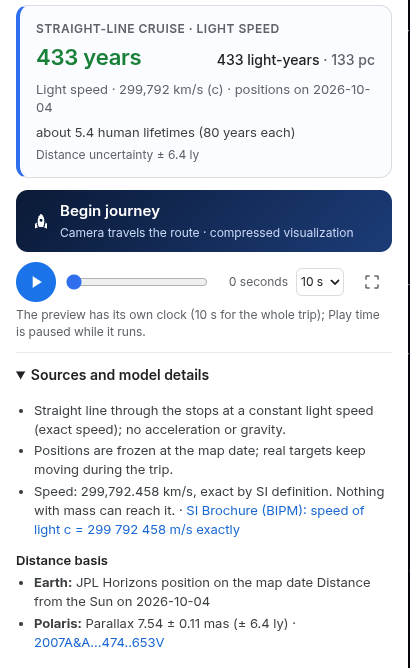 STRAIGHT-LINE CRUISE · LIGHT SPEED
433 years 433 light-years · 133 pc
Light speed · 299,792 km/s (c) · positions on 2026-10-
04
about 5.4 human lifetimes (80 years each)
Distance uncertainty ± 6.4 ly
Begin journey
Camera travels the route · compressed visualization
0 seconds 10 s
The preview has its own clock (10 s for the whole trip); Play time
is paused while it runs.
▼ Sources and model details
• Straight line through the stops at a constant light speed
(exact speed); no acceleration or gravity.
• Positions are frozen at the map date; real targets keep
moving during the trip.
• Speed: 299,792.458 km/s, exact by SI definition. Nothing
with mass can reach it. · SI Brochure (BIPM): speed of
light c = 299 792 458 m/s exactly
Distance basis
• Earth: JPL Horizons position on the map date Distance
from the Sun on 2026-10-04
• Polaris: Parallax 7.54 ± 0.11 mas (± 6.4 ly) ·
2007A&A...474..653V